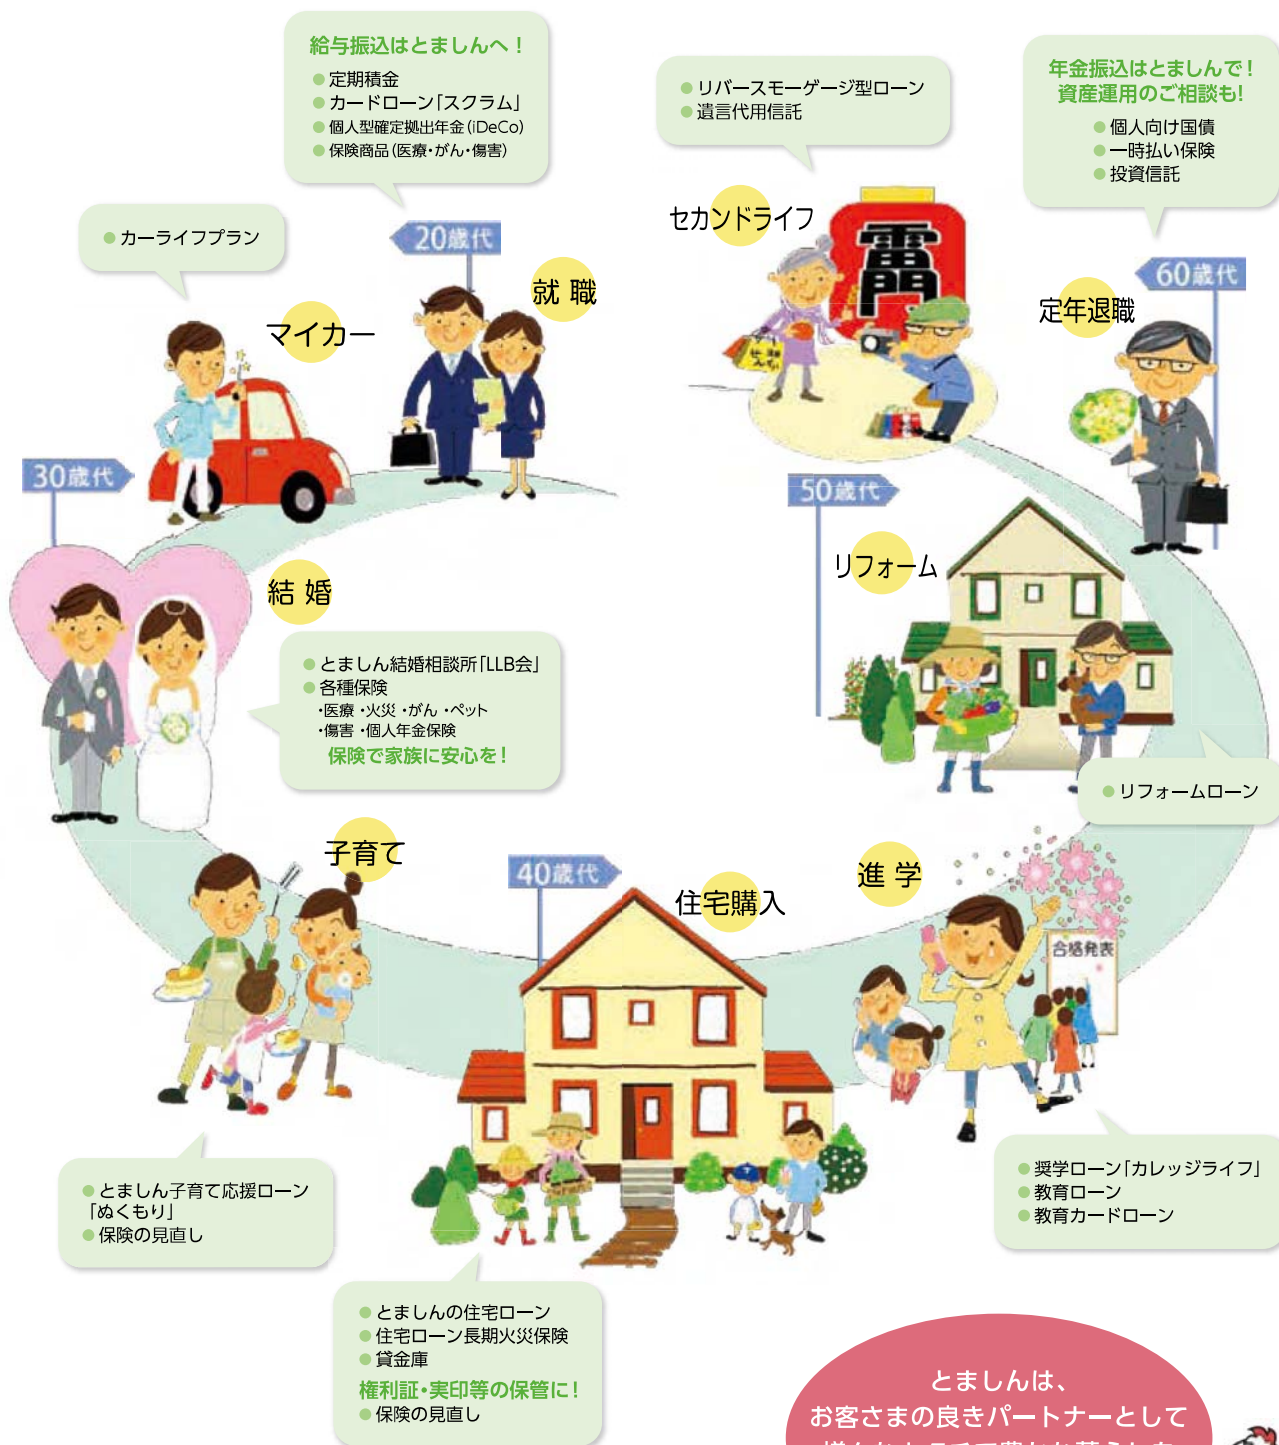 給与振込はとましんへ！
定期積金
カードローン「スクラム」
個人型確定拠出年金（iDeCo）
保険商品（医療・がん・傷害）
20歳代
就職
カーライフプラン
マイカー
30歳代
結婚
とましん結婚相談所「LLB会」
各種保険
・医療 ・火災 ・がん ・ペット
・傷害 ・個人年金保険
保険で家族に安心を！
子育て
とましん子育て応援ローン
「ぬくもり」
保険の見直し
40歳代
住宅購入
とましんの住宅ローン
住宅ローン長期火災保険
貸金庫
権利証・実印等の保管に！
保険の見直し
進学
合格発表
奨学ローン「カレッジライフ」
教育ローン
教育カードローン
50歳代
リフォーム
リフォームローン
60歳代
定年退職
年金振込はとましんで！
資産運用のご相談も！
個人向け国債
一時払い保険
投資信託
セカンドライフ
雷門
リバースモーゲージ型ローン
遺言代用信託
とましんは、
お客さまの良きパートナーとして